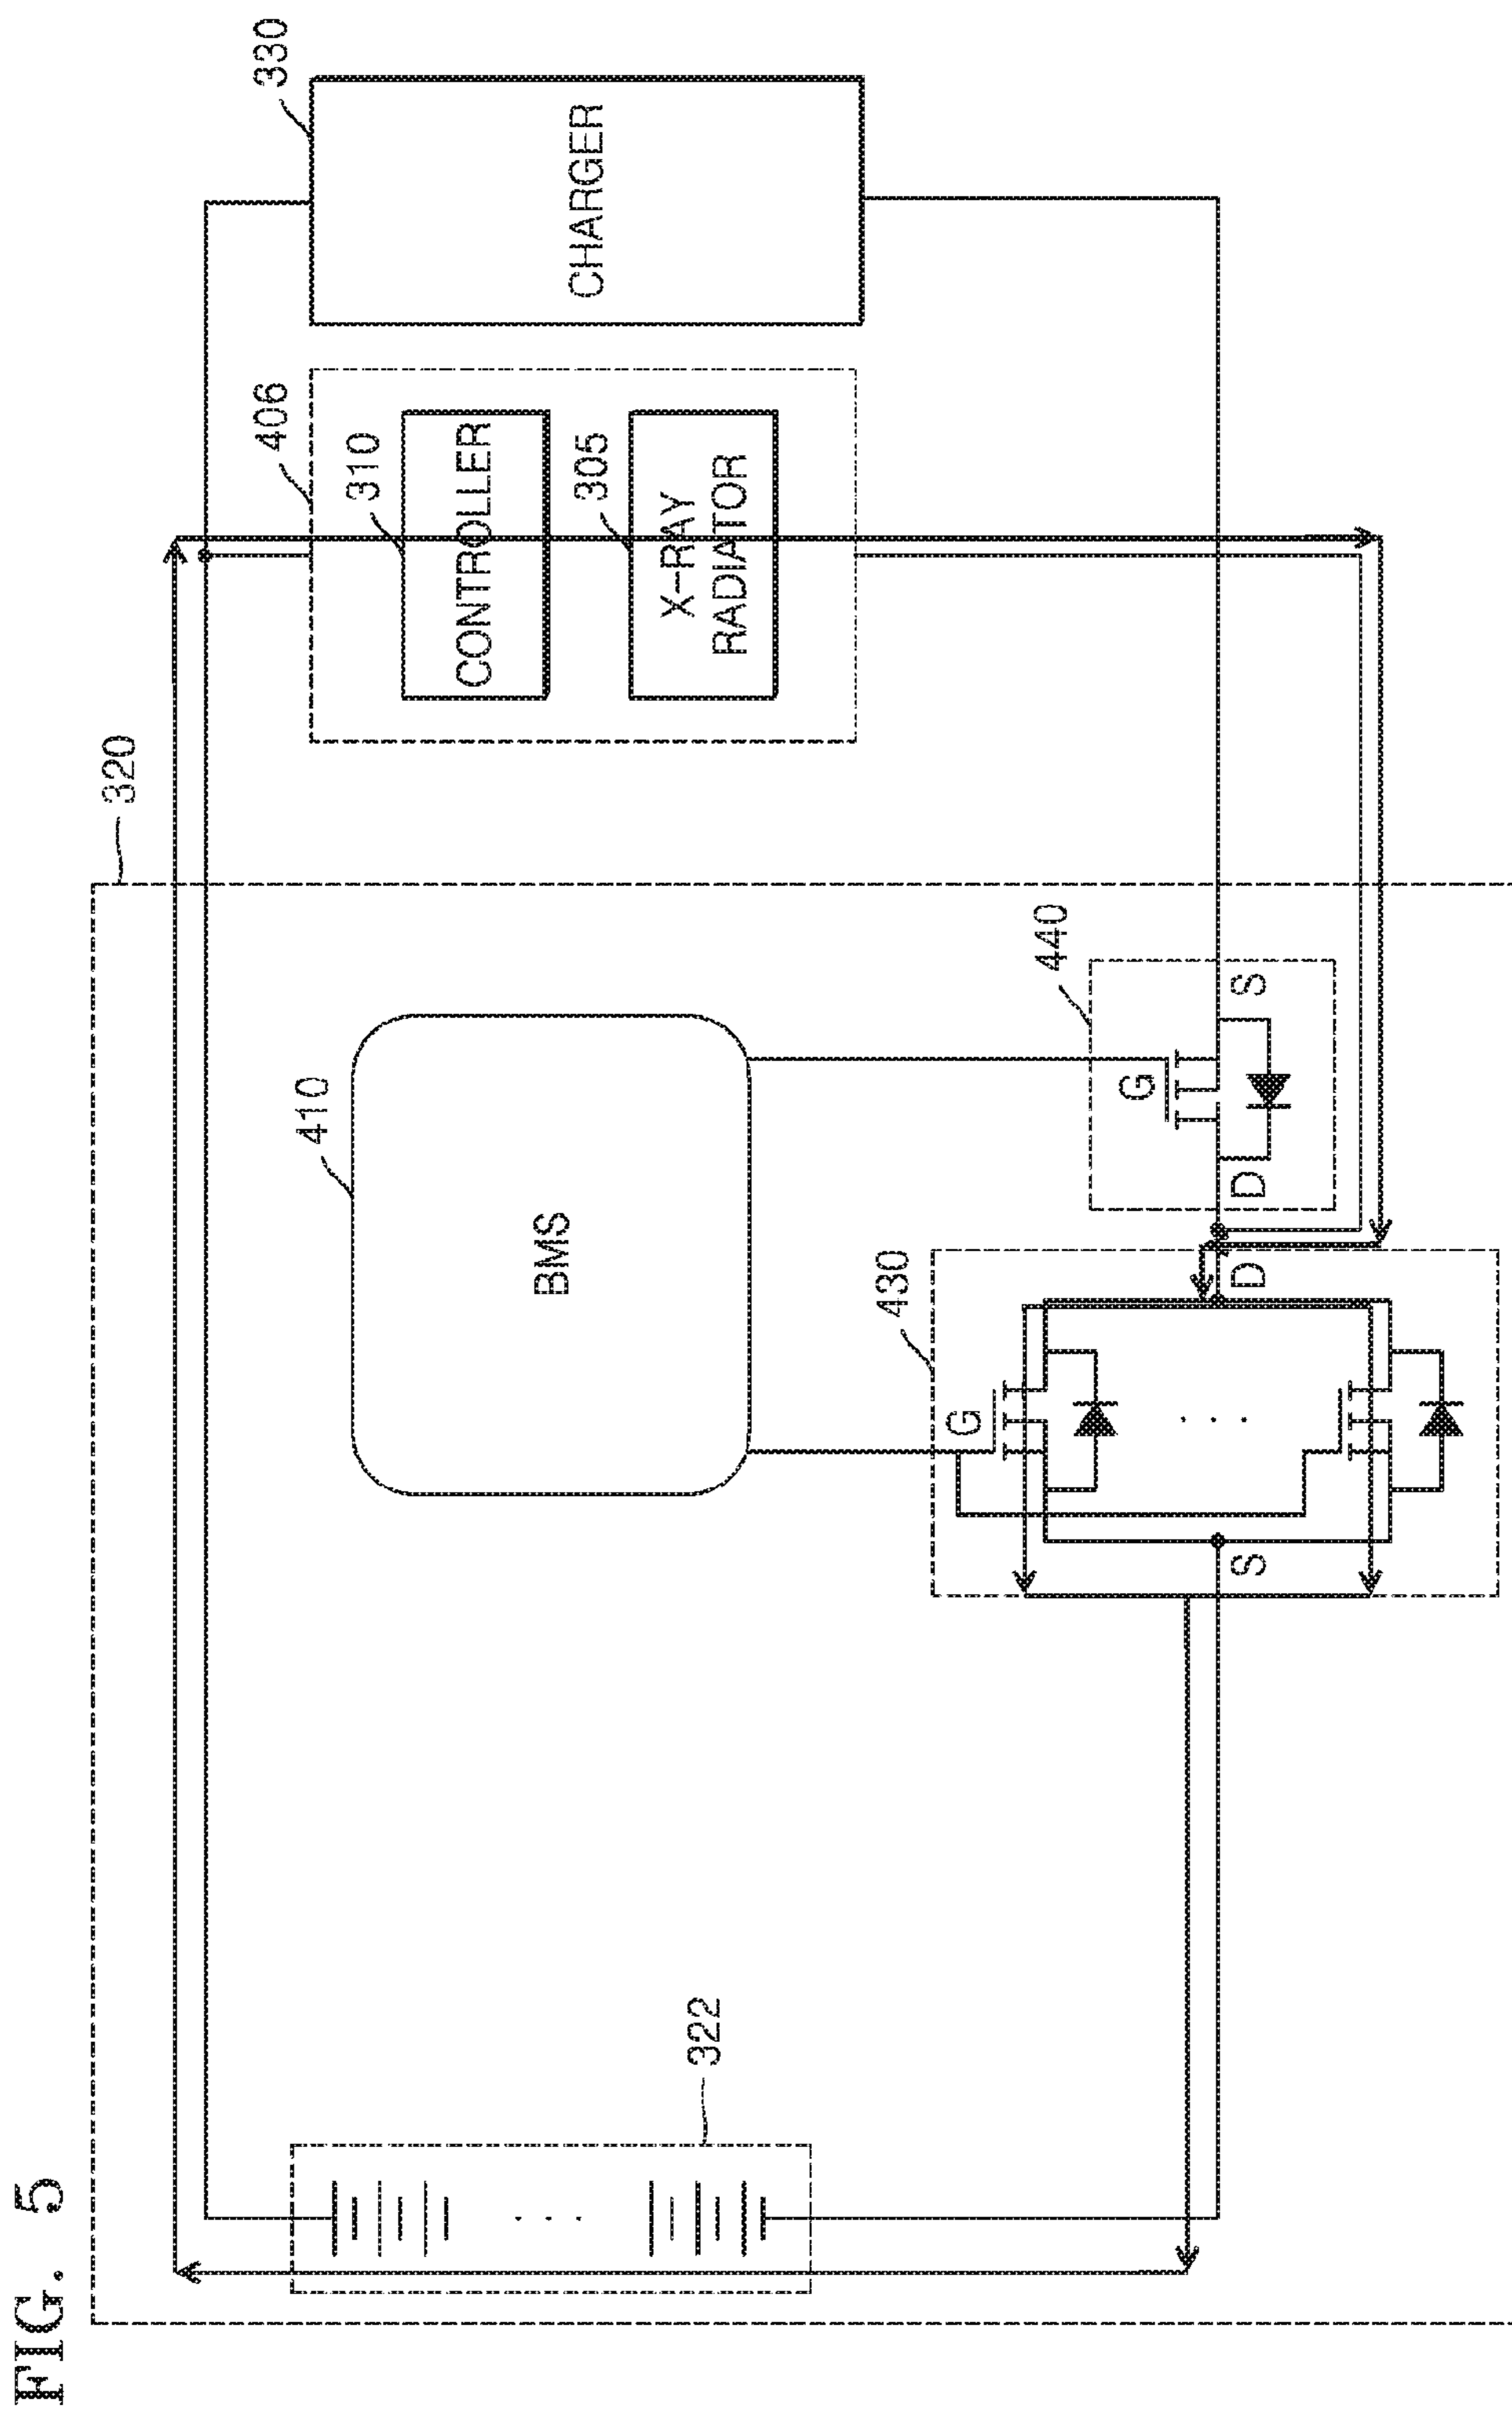 FIG. 5
320
410
BMS
322
430
G
D
S
440
G
D
S
406
310
CONTROLLER
305
X-RAY
RADIATOR
330
CHARGER